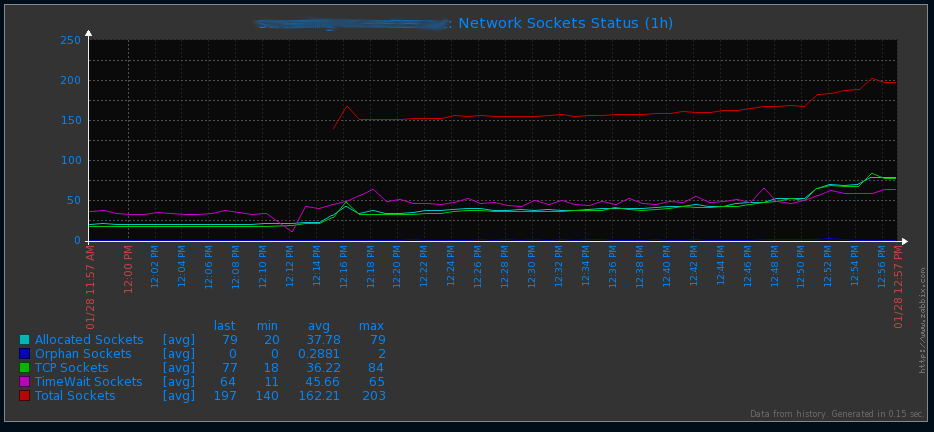 : Network Sockets Status (1h)
250
200
150
100
50
0
01/28 11:57 AM
12:00 PM
12:02 PM
12:04 PM
12:06 PM
12:08 PM
12:10 PM
12:12 PM
12:14 PM
12:16 PM
12:18 PM
12:20 PM
12:22 PM
12:24 PM
12:26 PM
12:28 PM
12:30 PM
12:32 PM
12:34 PM
12:36 PM
12:38 PM
12:40 PM
12:42 PM
12:44 PM
12:46 PM
12:48 PM
12:50 PM
12:52 PM
12:54 PM
12:56 PM
01/28 12:57 PM
https://www.zabbix.com
last min avg max
Allocated Sockets [avg] 79 20 37.78 79
Orphan Sockets [avg] 0 0 0.2881 2
TCP Sockets [avg] 77 18 36.22 84
TimeWait Sockets [avg] 64 11 45.66 65
Total Sockets [avg] 197 140 162.21 203
Data from history. Generated in 0.15 sec.